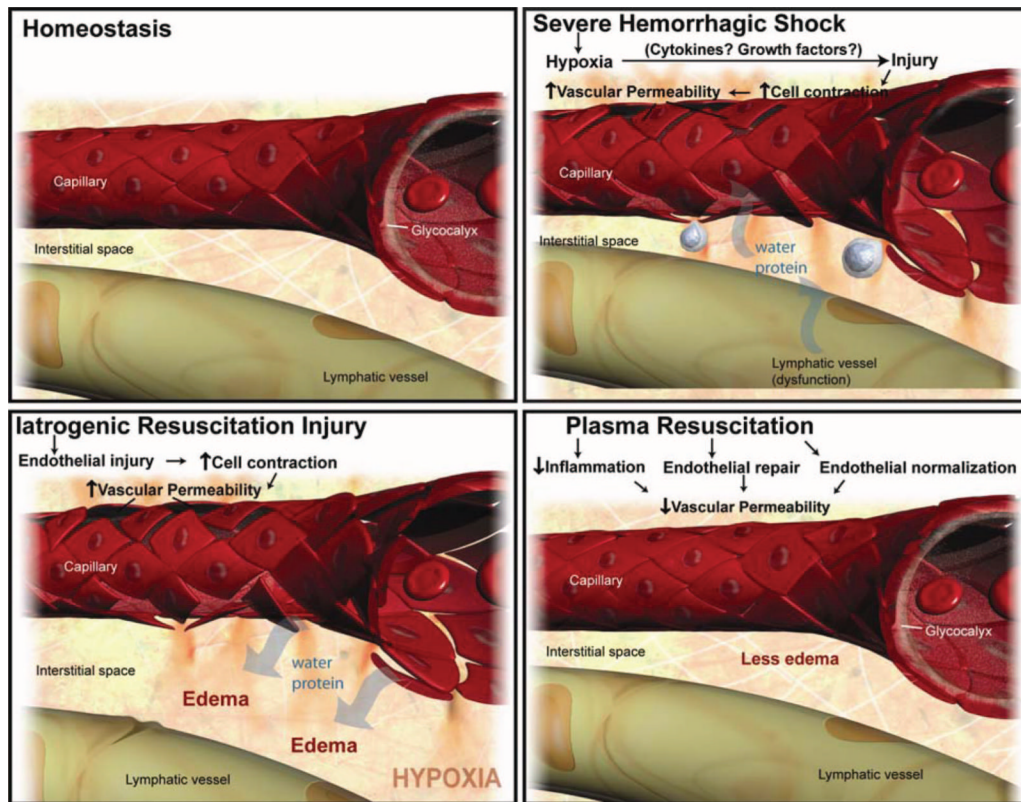 Homeostasis
Capillary
Glycocalyx
Interstitial space
Lymphatic vessel
Severe Hemorrhagic Shock
(Cytokines? Growth factors?)
Hypoxia
Injury
↑Vascular Permeability ← ↑Cell contraction
Capillary
Interstitial space
water
protein
Lymphatic vessel
(dysfunction)
Iatrogenic Resuscitation Injury
Endothelial injury → ↑Cell contraction
↑Vascular Permeability
Capillary
Interstitial space
water
protein
Edema
Edema
Lymphatic vessel
HYPOXIA
Plasma Resuscitation
↓Inflammation Endothelial repair Endothelial normalization
↓Vascular Permeability
Capillary
Glycocalyx
Interstitial space
Less edema
Lymphatic vessel